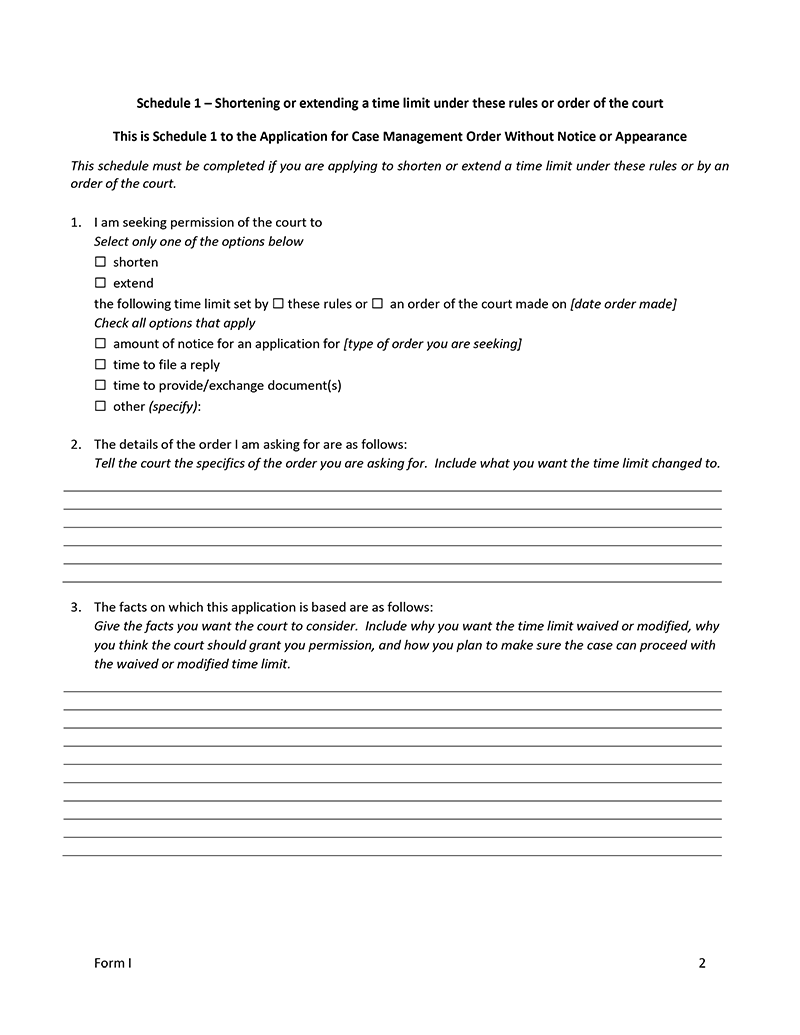 Schedule 1 – Shortening or extending a time limit under these rules or order of the court
This is Schedule 1 to the Application for Case Management Order Without Notice or Appearance
This schedule must be completed if you are applying to shorten or extend a time limit under these rules or by an
order of the court.
1. I am seeking permission of the court to
Select only one of the options below
☐ shorten
☐ extend
the following time limit set by ☐ these rules or ☐ an order of the court made on [date order made]
Check all options that apply
☐ amount of notice for an application for [type of order you are seeking]
☐ time to file a reply
☐ time to provide/exchange document(s)
☐ other (specify):
2. The details of the order I am asking for are as follows:
Tell the court the specifics of the order you are asking for. Include what you want the time limit changed to.
3. The facts on which this application is based are as follows:
Give the facts you want the court to consider. Include why you want the time limit waived or modified, why
you think the court should grant you permission, and how you plan to make sure the case can proceed with
the waived or modified time limit.
Form I 2